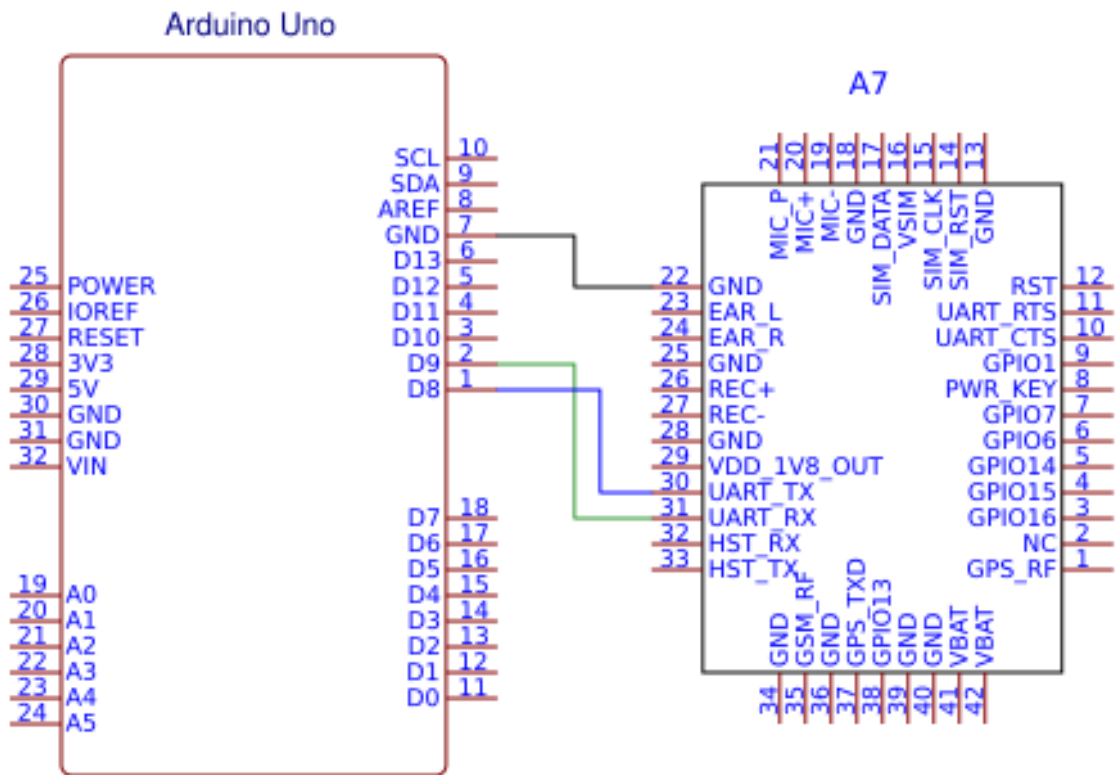 Arduino Uno
SCL 10
SDA 9
AREF 8
GND 7
D13 6
D12 5
D11 4
D10 3
D9 2
D8 1
25 POWER
26 IOREF
27 RESET
28 3V3
29 5V
30 GND
31 GND
32 VIN
D7 18
D6 17
D5 16
D4 15
D3 14
D2 13
D1 12
D0 11
19 A0
20 A1
21 A2
22 A3
23 A4
24 A5
A7
21 MIC_P
20 MIC+
19 MIC-
18 GND
17 SIM_DATA
16 VSIM
15 SIM_CLK
14 SIM_RST
13 GND
22 GND
23 EAR_L
24 EAR_R
25 GND
26 REC+
27 REC-
28 GND
29 VDD_1V8_OUT
30 UART_TX
31 UART_RX
32 HST_RX
33 HST_TX
RST 12
UART_RTS 11
UART_CTS 10
GPIO1 9
PWR_KEY 8
GPIO7 7
GPIO6 6
GPIO14 5
GPIO15 4
GPIO16 3
NC 2
GPS_RF 1
34 GND
35 GSM_RF
36 GND
37 GPS_TXD
38 GPIO13
39 GND
40 GND
41 VBAT
42 VBAT